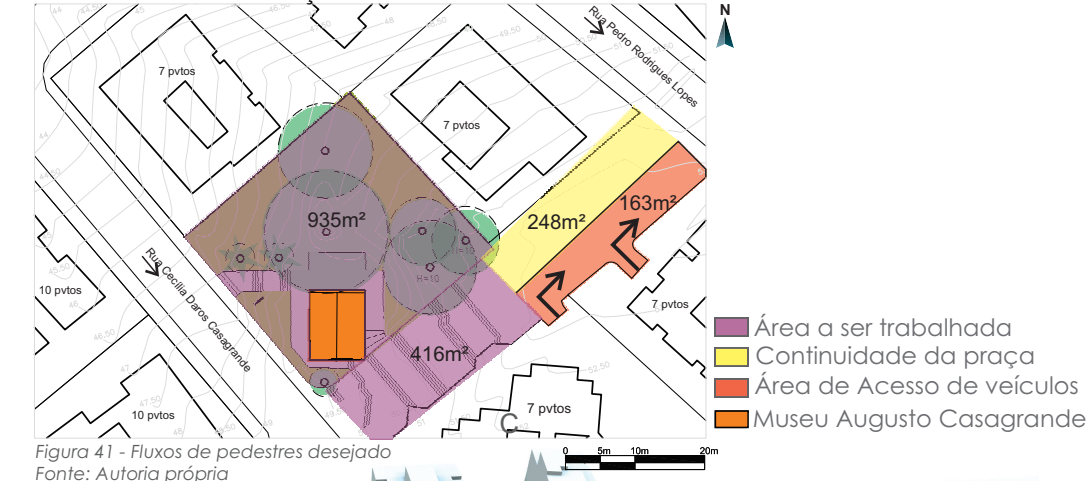 N
Rua Pedro Rodrigues Lopes
7 pvtos
7 pvtos
935m²
248m²
163m²
Rua Cecília Daros Casagrande
10 pvtos
7 pvtos
416m²
10 pvtos
7 pvtos
C
52,50
Área a ser trabalhada
Continuidade da praça
Área de Acesso de veículos
Museu Augusto Casagrande
Figura 41 - Fluxos de pedestres desejado
Fonte: Autoria própria
0 5m 10m 20m